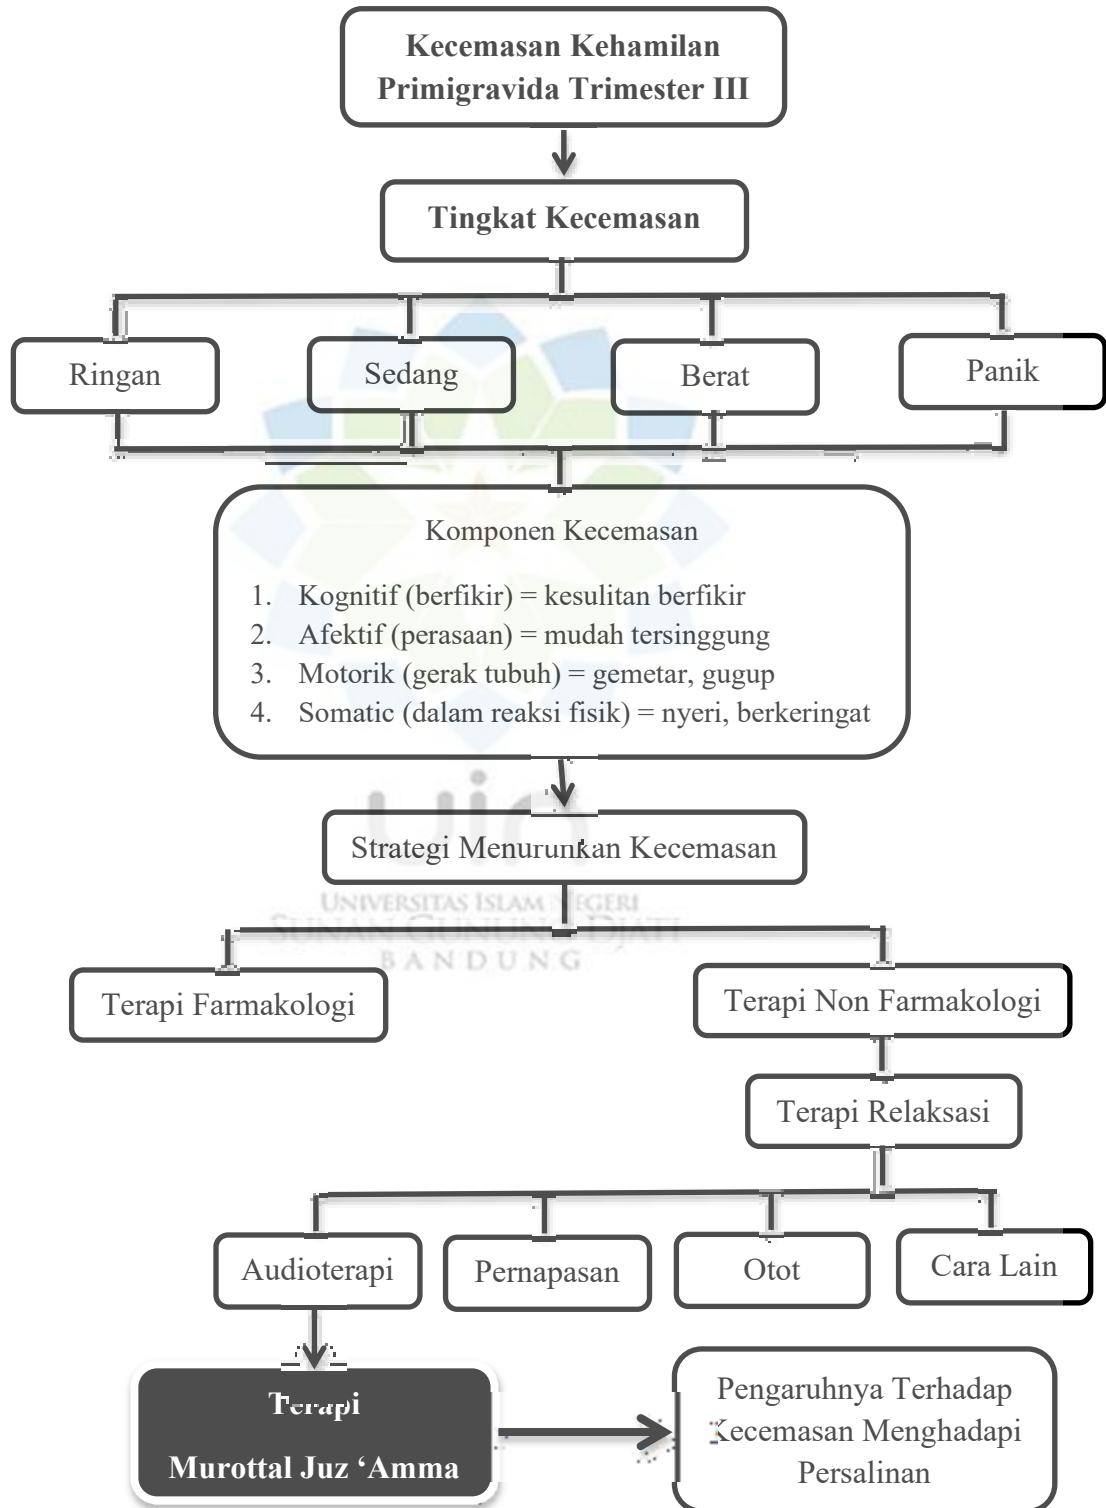 Kecemasan Kehamilan
Primigravida Trimester III
Tingkat Kecemasan
Ringan
Sedang
Berat
Panik
Komponen Kecemasan
1. Kognitif (berfikir) = kesulitan berfikir
2. Afektif (perasaan) = mudah tersinggung
3. Motorik (gerak tubuh) = gemetar, gugup
4. Somatic (dalam reaksi fisik) = nyeri, berkeringat
uin
Strategi Menurunkan Kecemasan
UNIVERSITAS ISLAM NEGERI
SUNAN GUNUNG DJATI
BANDUNG
Terapi Farmakologi
Terapi Non Farmakologi
Terapi Relaksasi
Audioterapi
Pernapasan
Otot
Cara Lain
Terapi
Murottal Juz ‘Amma
Pengaruhnya Terhadap
Kecemasan Menghadapi
Persalinan